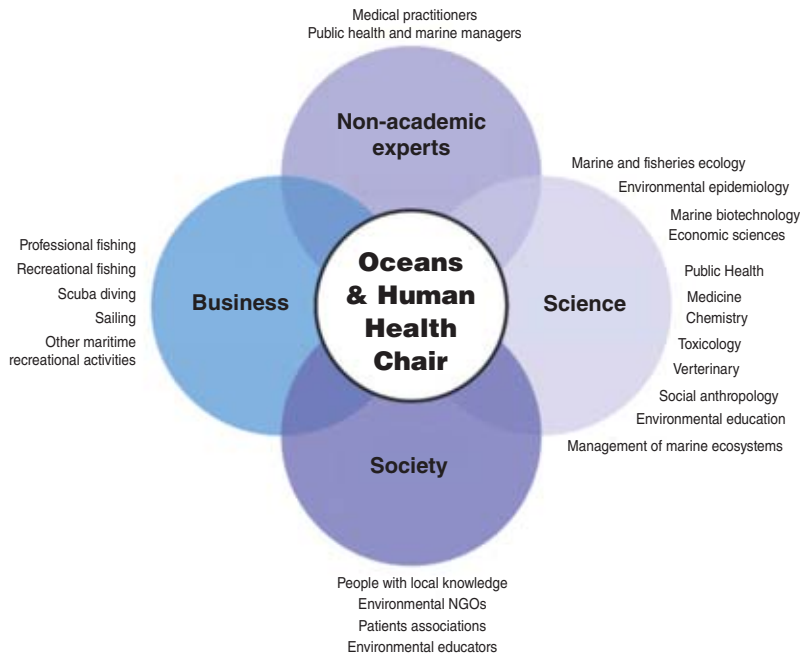 Medical practitioners
Public health and marine managers
Non-academic
experts
Marine and fisheries ecology
Environmental epidemiology
Marine biotechnology
Economic sciences
Public Health
Medicine
Chemistry
Toxicology
Verterinary
Social anthropology
Environmental education
Management of marine ecosystems
Professional fishing
Recreational fishing
Scuba diving
Sailing
Other maritime
recreational activities
Business
Oceans
& Human
Health
Chair
Science
Society
People with local knowledge
Environmental NGOs
Patients associations
Environmental educators